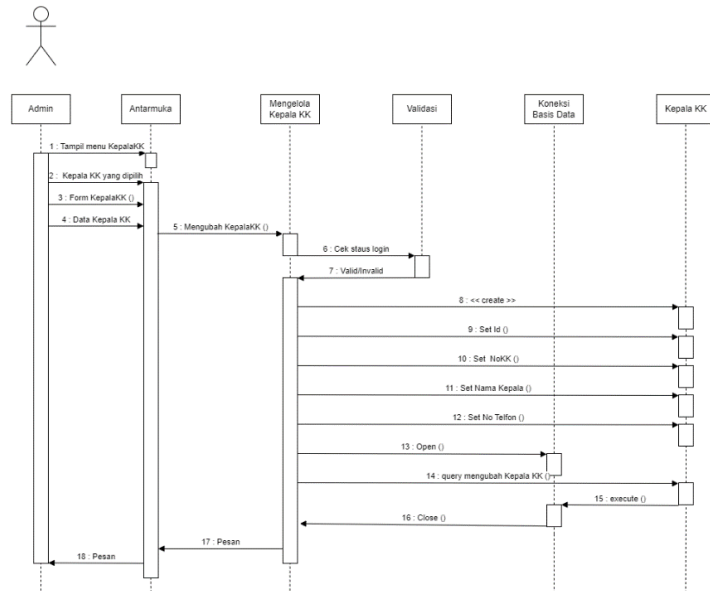 Admin
Antarmuka
Mengelola
Kepala KK
Validasi
Koneksi
Basis Data
Kepala KK
1 : Tampil menu KepalaKK
2 : Kepala KK yang dipilih
3 : Form KepalaKK ()
4 : Data Kepala KK
5 : Mengubah KepalaKK ()
6 : Cek staus login
7 : Valid/Invalid
8 : << create >>
9 : Set Id ()
10 : Set NoKK ()
11 : Set Nama Kepala ()
12 : Set No Telfon ()
13 : Open ()
14 : query mengubah Kepala KK ()
15 : execute ()
16 : Close ()
17 : Pesan
18 : Pesan